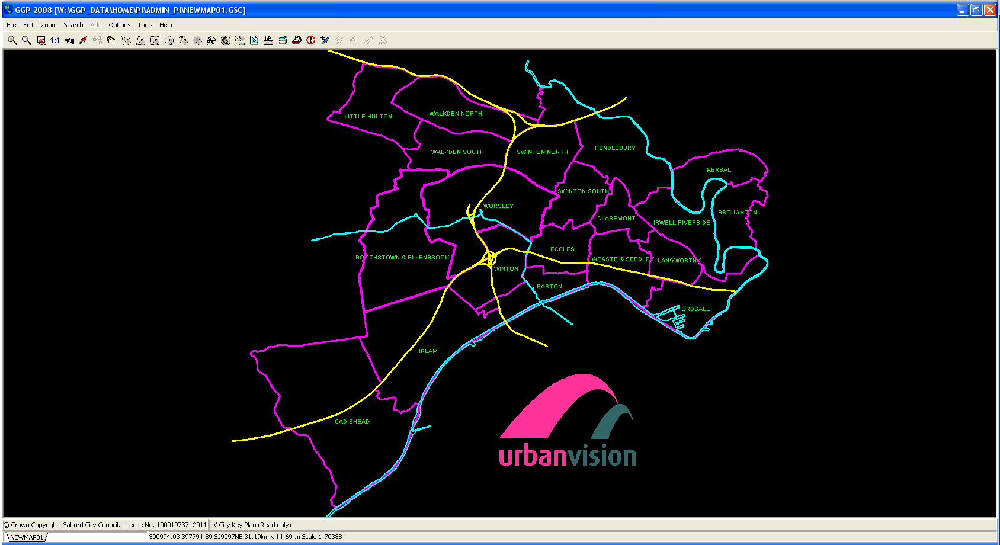 GGP 2008 [W:\GGP_DATA\HOME\PI\ADMIN_PI\NEWMAP01.GSC]
File Edit Zoom Search Add Options Tools Help
1:1
LITTLE HULTON
WALKDEN NORTH
WALKDEN SOUTH
SWINTON NORTH
PENDLEBURY
KERSAL
SWINTON SOUTH
WORSLEY
BROUGHTON
CLAREMONT
IRWELL RIVERSIDE
ECCLES
BOOTHSTOWN & ELLENBROOK
WEASTE & SEEDLEY
LANGWORTHY
WINTON
BARTON
ORDSALL
IRLAM
CADISHEAD
urbanvision
© Crown Copyright, Salford City Council. Licence No. 100019737. 2011 UV City Key Plan (Read only)
NEWMAP01 390994.03 397794.89 SJ9097NE 31.19km x 14.69km Scale 1:70388